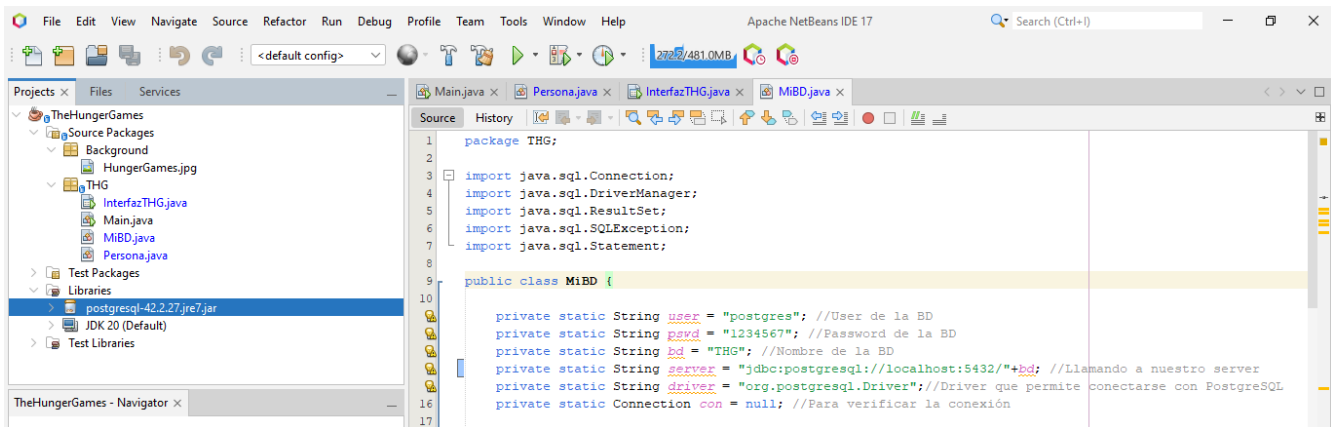 File Edit View Navigate Source Refactor Run Debug Profile Team Tools Window Help Apache NetBeans IDE 17 Search (Ctrl+I)
<default config> 272.2/481.0MB
Projects Files Services
TheHungerGames
Source Packages
Background
HungerGames.jpg
THG
InterfazTHG.java
Main.java
MiBD.java
Persona.java
Test Packages
Libraries
postgresql-42.2.27.jre7.jar
JDK 20 (Default)
Test Libraries
TheHungerGames - Navigator
Main.java Persona.java InterfazTHG.java MiBD.java
Source History
1 package THG;
2
3 import java.sql.Connection;
4 import java.sql.DriverManager;
5 import java.sql.ResultSet;
6 import java.sql.SQLException;
7 import java.sql.Statement;
8
9 public class MiBD {
10
private static String user = "postgres"; //User de la BD
private static String psvd = "1234567"; //Password de la BD
private static String bd = "THG"; //Nombre de la BD
private static String server = "jdbc:postgresql://localhost:5432/"+bd; //Llamando a nuestro server
private static String driver = "org.postgresql.Driver";//Driver que permite conectarse con PostgreSQL
16 private static Connection con = null; //Para verificar la conexión
17